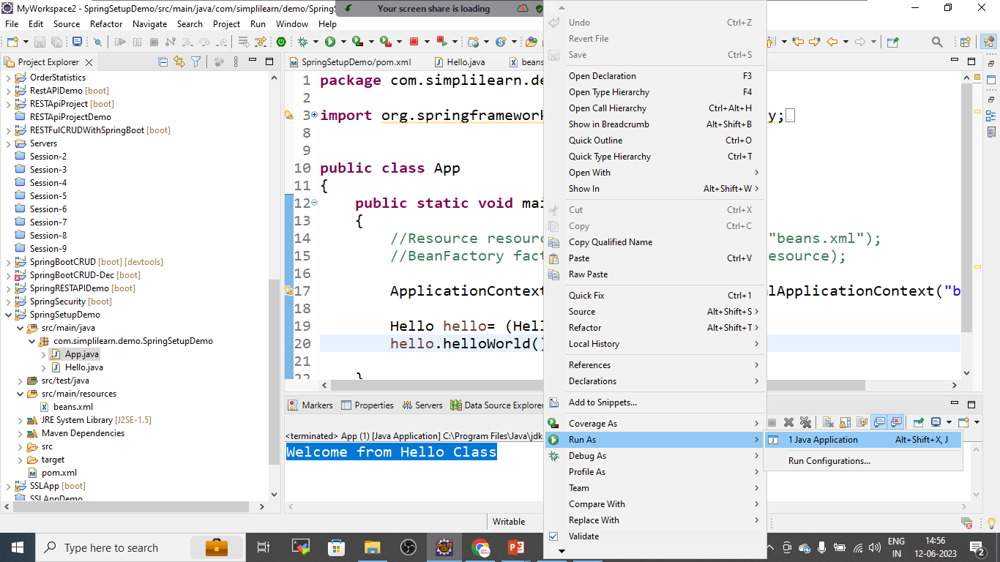 MyWorkspace2 - SpringSetupDemo/src/main/java/com/simplilearn/demo/SpringS
Your screen share is loading
File Edit Source Refactor Navigate Search Project Run Window Help
Project Explorer
OrderStatistics
RestAPIDemo [boot]
RESTApiProject [boot]
RESTApiProjectDemo
RESTFulCRUDWithSpringBoot [boot]
Servers
Session-2
Session-3
Session-4
Session-5
Session-6
Session-7
Session-8
Session-9
SpringBootCRUD [boot] [devtools]
SpringBootCRUD-Dec [boot]
SpringRESTAPIDemo [boot]
SpringSecurity [boot]
SpringSetupDemo
src/main/java
com.simplilearn.demo.SpringSetupDemo
App.java
Hello.java
src/test/java
src/main/resources
beans.xml
JRE System Library [J2SE-1.5]
Maven Dependencies
src
target
pom.xml
SSLApp [boot]
SSLAppDemo
SpringSetupDemo/pom.xml Hello.java beans
1 package com.simplilearn.de
2
3 import org.springframework y;
8
9
10 public class App
11 {
12 public static void mai
13 {
14 //Resource resourc "beans.xml");
15 //BeanFactory fact esource);
16
17 ApplicationContext lApplicationContext("b
18
19 Hello hello= (Hell
20 hello.helloWorld()
21
22 }
Markers Properties Servers Data Source Explorer
<terminated> App (1) [Java Application] C:\Program Files\Java\jdk
Welcome from Hello Class
Writable
Undo Ctrl+Z
Revert File
Save Ctrl+S
Open Declaration F3
Open Type Hierarchy F4
Open Call Hierarchy Ctrl+Alt+H
Show in Breadcrumb Alt+Shift+B
Quick Outline Ctrl+O
Quick Type Hierarchy Ctrl+T
Open With
Show In Alt+Shift+W
Cut Ctrl+X
Copy Ctrl+C
Copy Qualified Name
Paste Ctrl+V
Raw Paste
Quick Fix Ctrl+1
Source Alt+Shift+S
Refactor Alt+Shift+T
Local History
References
Declarations
Add to Snippets...
Coverage As
Run As
Debug As
Profile As
Team
Compare With
Replace With
Validate
1 Java Application Alt+Shift+X, J
Run Configurations...
Type here to search
ENG
IN
14:56
12-06-2023
2